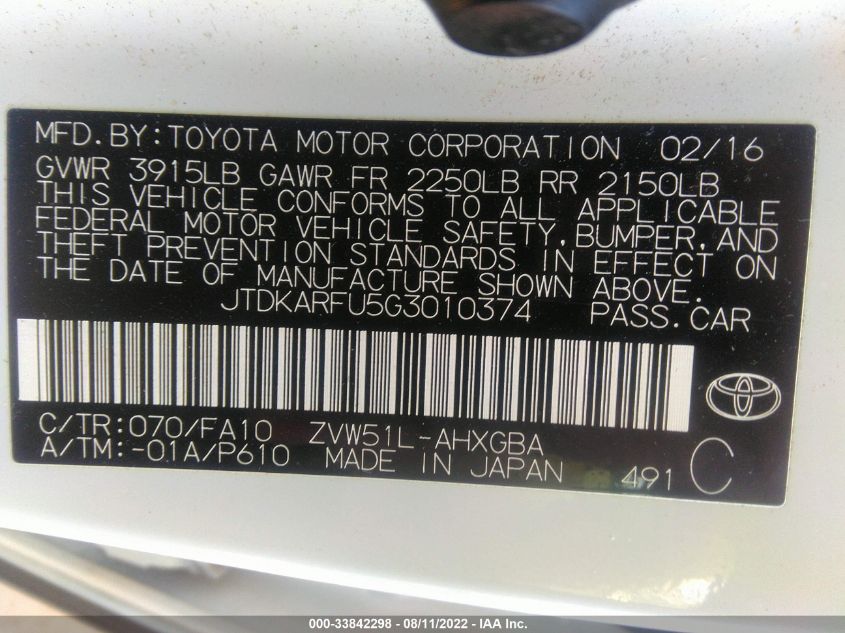 MFD.BY:TOYOTA MOTOR CORPORATION 02/16
GVWR 3915LB GAWR FR 2250LB RR 2150LB
THIS VEHICLE CONFORMS TO ALL APPLICABLE
FEDERAL MOTOR VEHICLE SAFETY,BUMPER,AND
THEFT PREVENTION STANDARDS IN EFFECT ON
THE DATE OF MANUFACTURE SHOWN ABOVE.
JTDKARFU5G3010374 PASS.CAR
C/TR:070/FA10 ZVW51L-AHXGBA
A/TM:-01A/P610 MADE IN JAPAN 491 C
000-33842298 - 08/11/2022 - IAA Inc.